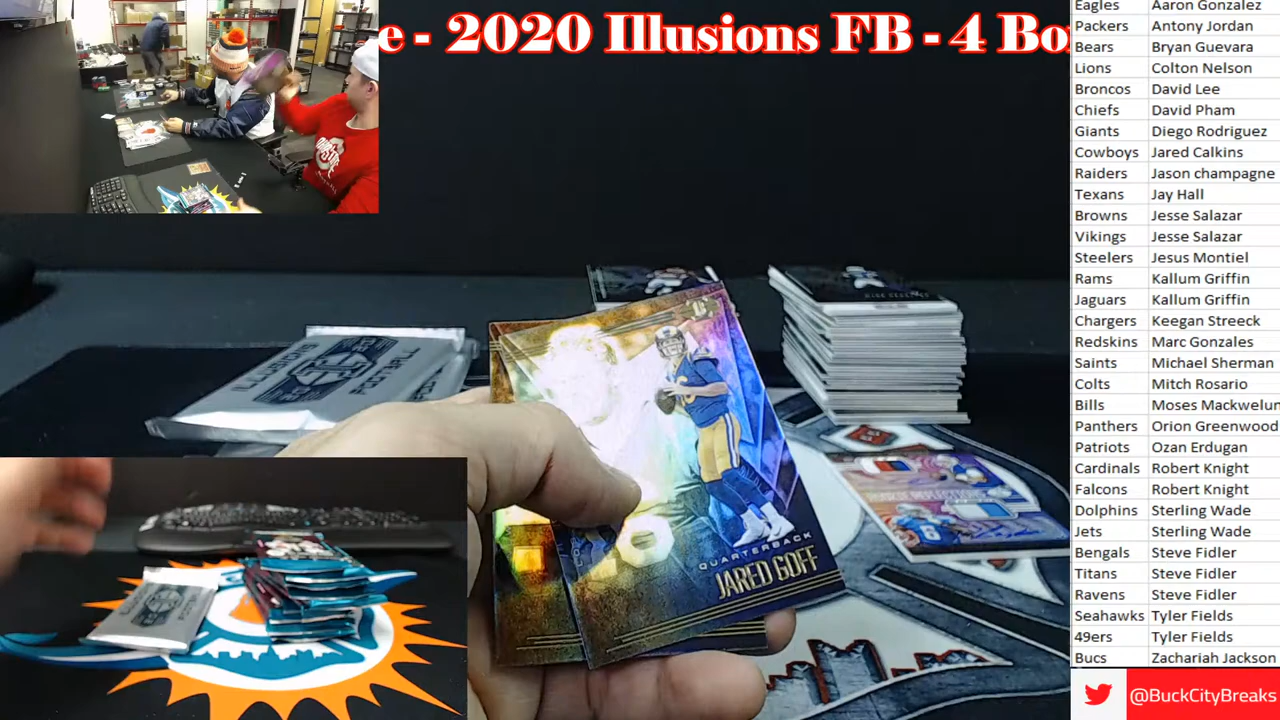 e - 2020 Illusions FB - 4 Bo
Eagles Aaron Gonzalez
Packers Antony Jordan
Bears Bryan Guevara
Lions Colton Nelson
Broncos David Lee
Chiefs David Pham
Giants Diego Rodriguez
Cowboys Jared Calkins
Raiders Jason champagne
Texans Jay Hall
Browns Jesse Salazar
Vikings Jesse Salazar
Steelers Jesus Montiel
Rams Kallum Griffin
Jaguars Kallum Griffin
Chargers Keegan Streeck
Redskins Marc Gonzales
Saints Michael Sherman
Colts Mitch Rosario
Bills Moses Mackwelun
Panthers Orion Greenwood
Patriots Ozan Erdugan
Cardinals Robert Knight
Falcons Robert Knight
Dolphins Sterling Wade
Jets Sterling Wade
Bengals Steve Fidler
Titans Steve Fidler
Ravens Steve Fidler
Seahawks Tyler Fields
49ers Tyler Fields
Bucs Zachariah Jackson
@BuckCityBreaks
ILLUSIONS
FOOTBALL
QUARTERBACK
JARED GOFF